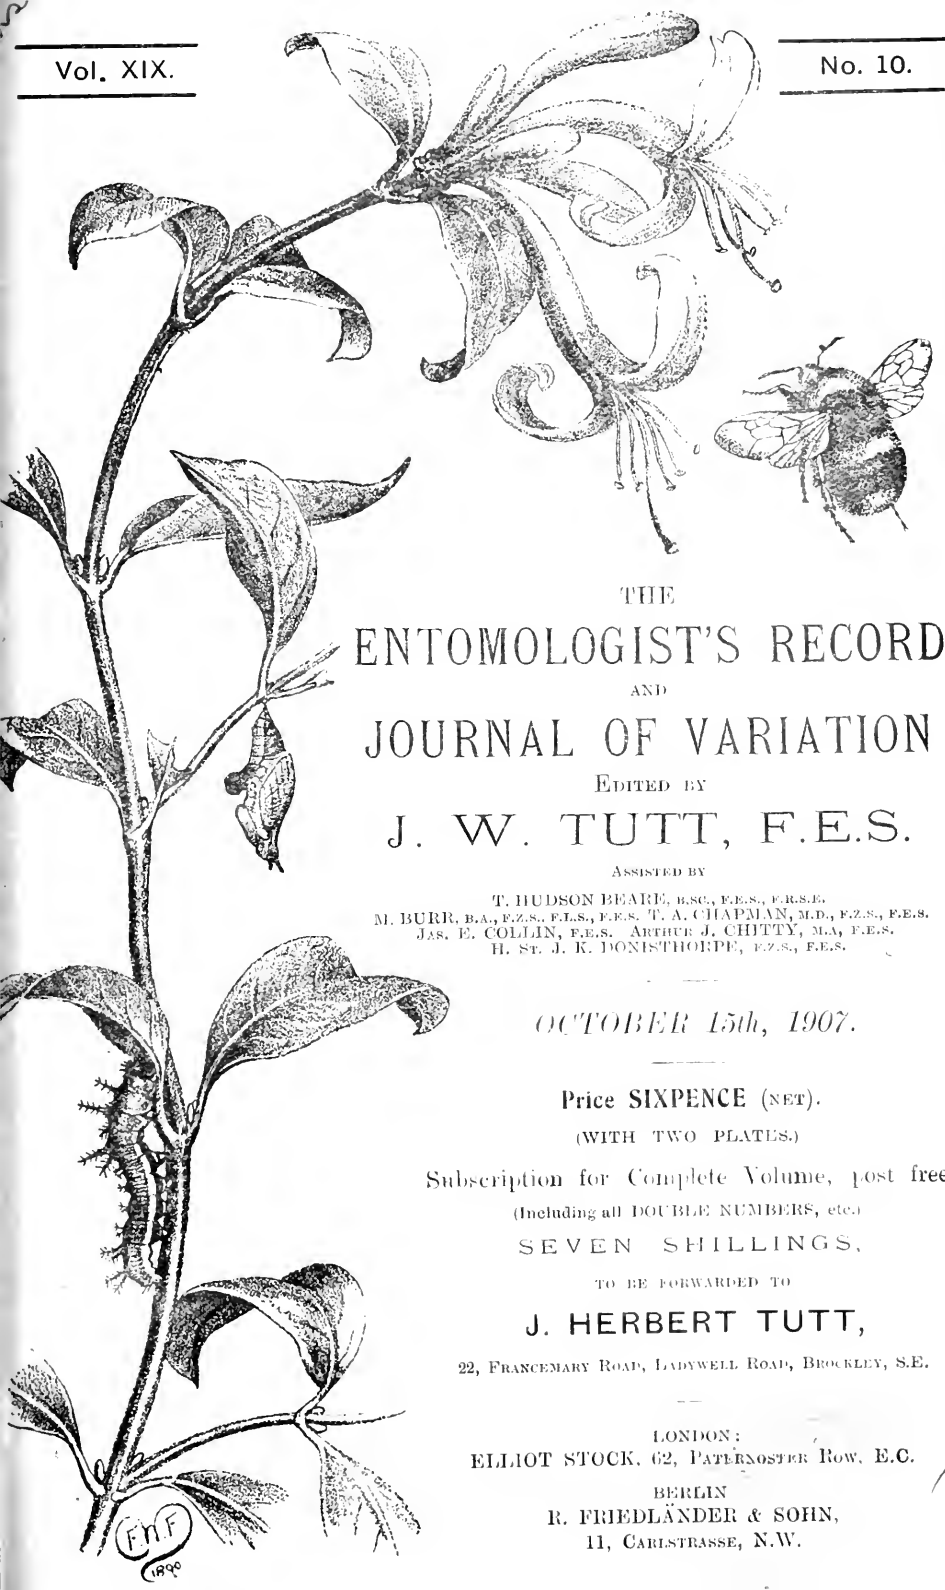 Vol. XIX.
No. 10.
THE
ENTOMOLOGIST'S RECORD
AND
JOURNAL OF VARIATION
EDITED BY
J. W. TUTT, F.E.S.
ASSISTED BY
T. HUDSON BEARE, B.SC., F.E.S., F.R.S.E.
M. BURR, B.A., F.Z.S., F.L.S., F.E.S. T. A. CHAPMAN, M.D., F.Z.S., F.E.S.
JAS. E. COLLIN, F.E.S. ARTHUR J. CHITTY, M.A., F.E.S.
H. ST. J. K. DONISTHORPE, F.Z.S., F.E.S.
OCTOBER 15th, 1907.
Price SIXPENCE (NET).
(WITH TWO PLATES.)
Subscription for Complete Volume, post free
(Including all DOUBLE NUMBERS, etc.)
SEVEN SHILLINGS,
TO BE FORWARDED TO
J. HERBERT TUTT,
22, FRANCEMARY ROAD, LADYWELL ROAD, BROCKLEY, S.E.
LONDON:
ELLIOT STOCK, 62, PATERNOSTER ROW, E.C.
BERLIN
R. FRIEDLÄNDER & SOHN,
11, CARLSTRASSE, N.W.
F.N.F
1890